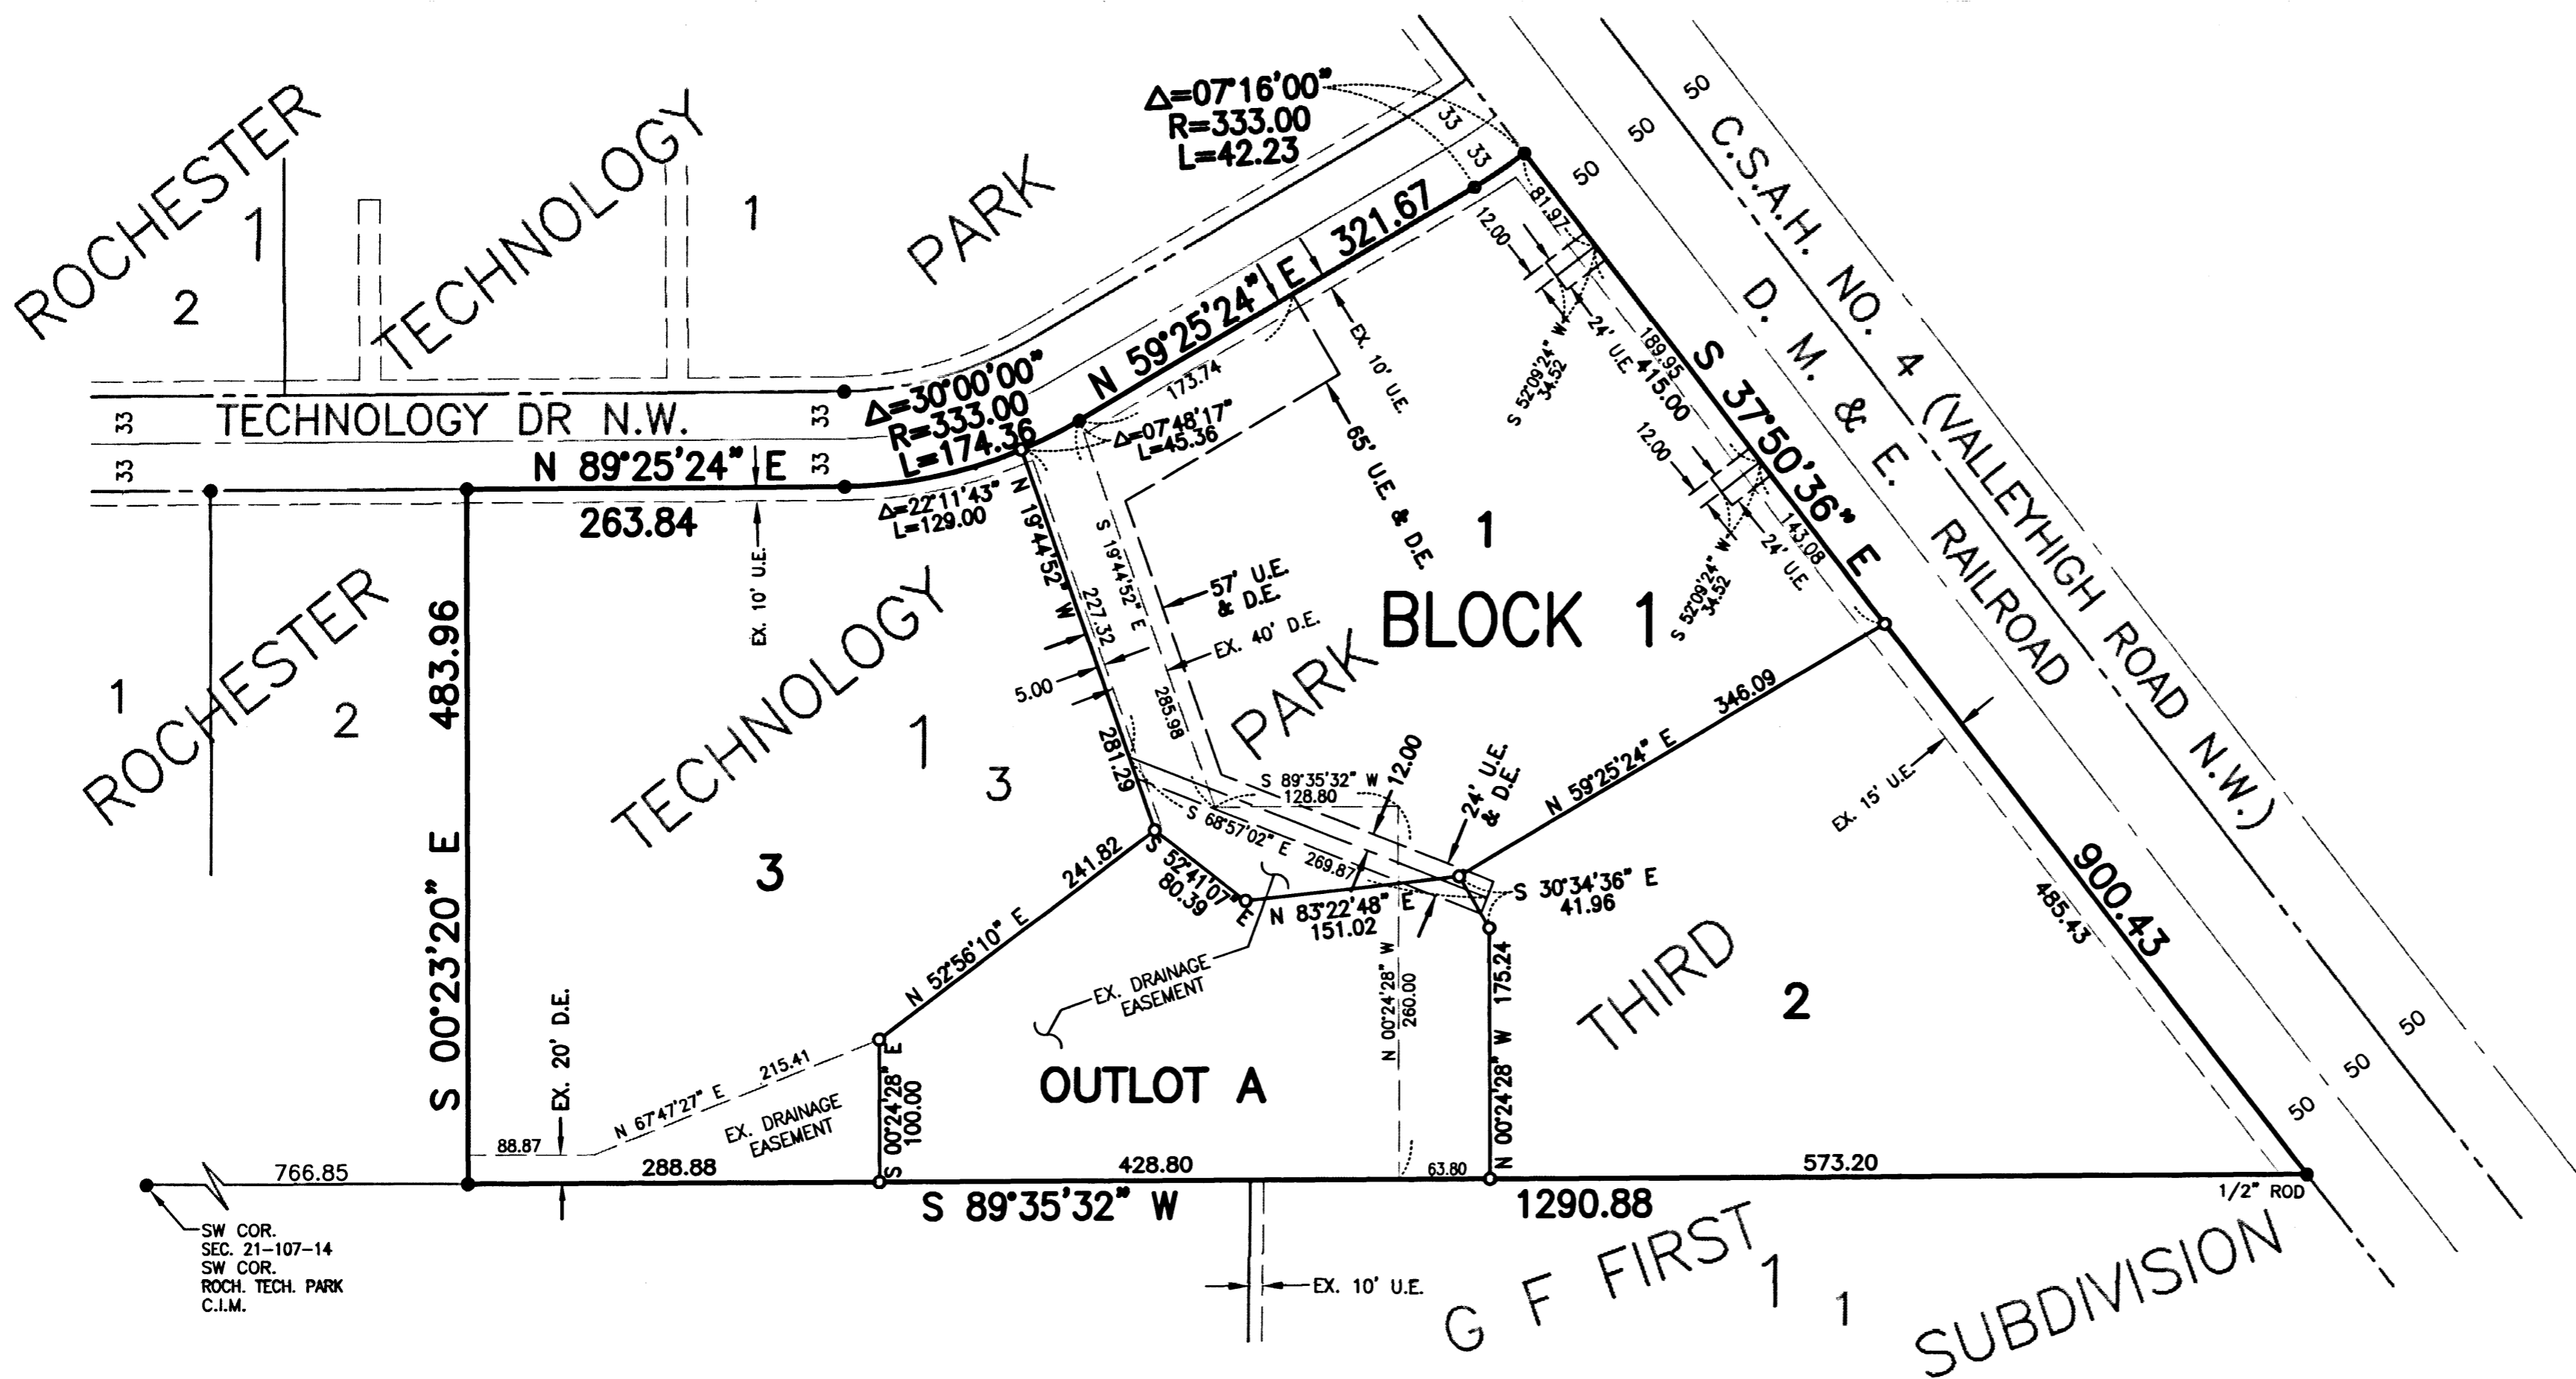 ROCHESTER
TECHNOLOGY
PARK
1
2
1
Δ=07°16'00"
R=333.00
L=42.23
33
33
50
50
50
C.S.A.H. NO. 4 (VALLEYHIGH ROAD N.W.)
D. M. & E. RAILROAD
TECHNOLOGY DR N.W.
33
33
33
33
N 89°25'24" E
263.84
EX. 10' U.E.
Δ=30°00'00"
R=333.00
L=174.36
Δ=22°11'43"
L=129.00
Δ=07°48'17"
L=45.36
N 59°25'24" E 321.67
173.74
EX. 10' U.E.
65' U.E. & D.E.
81.97
12.00
S 52°09'24" W
34.52
24' U.E.
189.95
415.00
S 37°50'36" E
12.00
S 52°09'24" W
34.52
24' U.E.
143.08
900.43
485.43
EX. 15' U.E.
N 19°44'52" W
227.32
281.29
5.00
S 19°44'52" E
285.98
57' U.E.
& D.E.
EX. 40' D.E.
1
BLOCK 1
ROCHESTER
TECHNOLOGY
PARK
THIRD
1
2
1
3
3
2
S 00°23'20" E 483.96
N 59°25'24" E 346.09
S 89°35'32" W
128.80
12.00
24' U.E.
& D.E.
S 68°57'02" E 269.87
S 52°41'07" E
80.39
N 83°22'48" E
151.02
S 30°34'36" E
41.96
N 52°56'10" E 241.82
EX. DRAINAGE
EASEMENT
N 00°24'28" W
260.00
N 00°24'28" W 175.24
OUTLOT A
EX. 20' D.E.
88.87
N 67°47'27" E 215.41
EX. DRAINAGE
EASEMENT
S 00°24'28" E
100.00
766.85
288.88
428.80
63.80
573.20
S 89°35'32" W
1290.88
1/2" ROD
50
50
50
SW COR.
SEC. 21-107-14
SW COR.
ROCH. TECH. PARK
C.I.M.
EX. 10' U.E.
G F FIRST
SUBDIVISION
1
1